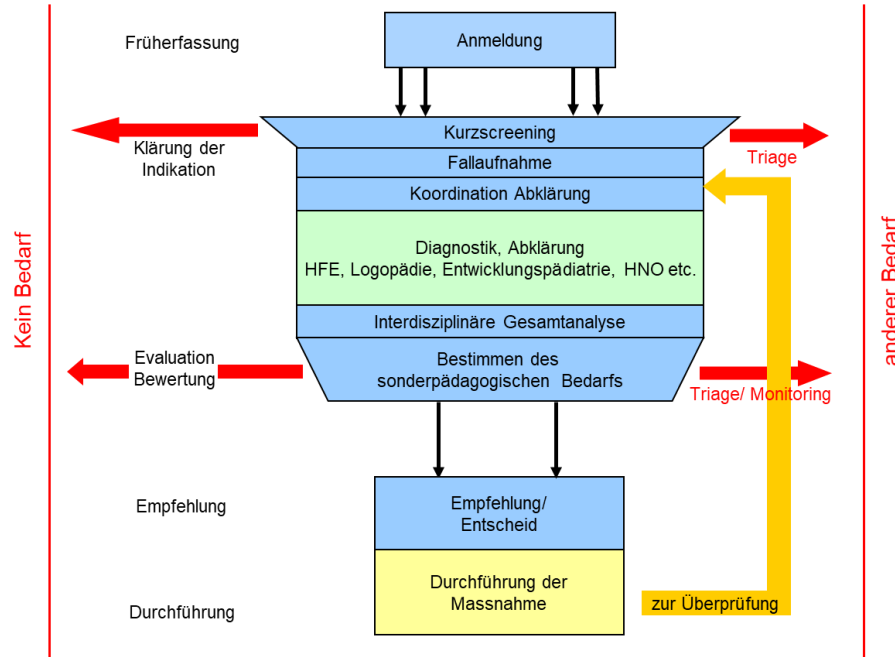 Früherfassung
Anmeldung
Kurzscreening
Klärung der
Indikation
Triage
Fallaufnahme
Koordination Abklärung
Diagnostik, Abklärung
HFE, Logopädie, Entwicklungspädiatrie, HNO etc.
Interdisziplinäre Gesamtanalyse
Evaluation
Bewertung
Bestimmen des
sonderpädagogischen Bedarfs
Triage/ Monitoring
Kein Bedarf
anderer Bedarf
Empfehlung
Empfehlung/
Entscheid
Durchführung
Durchführung der
Massnahme
zur Überprüfung